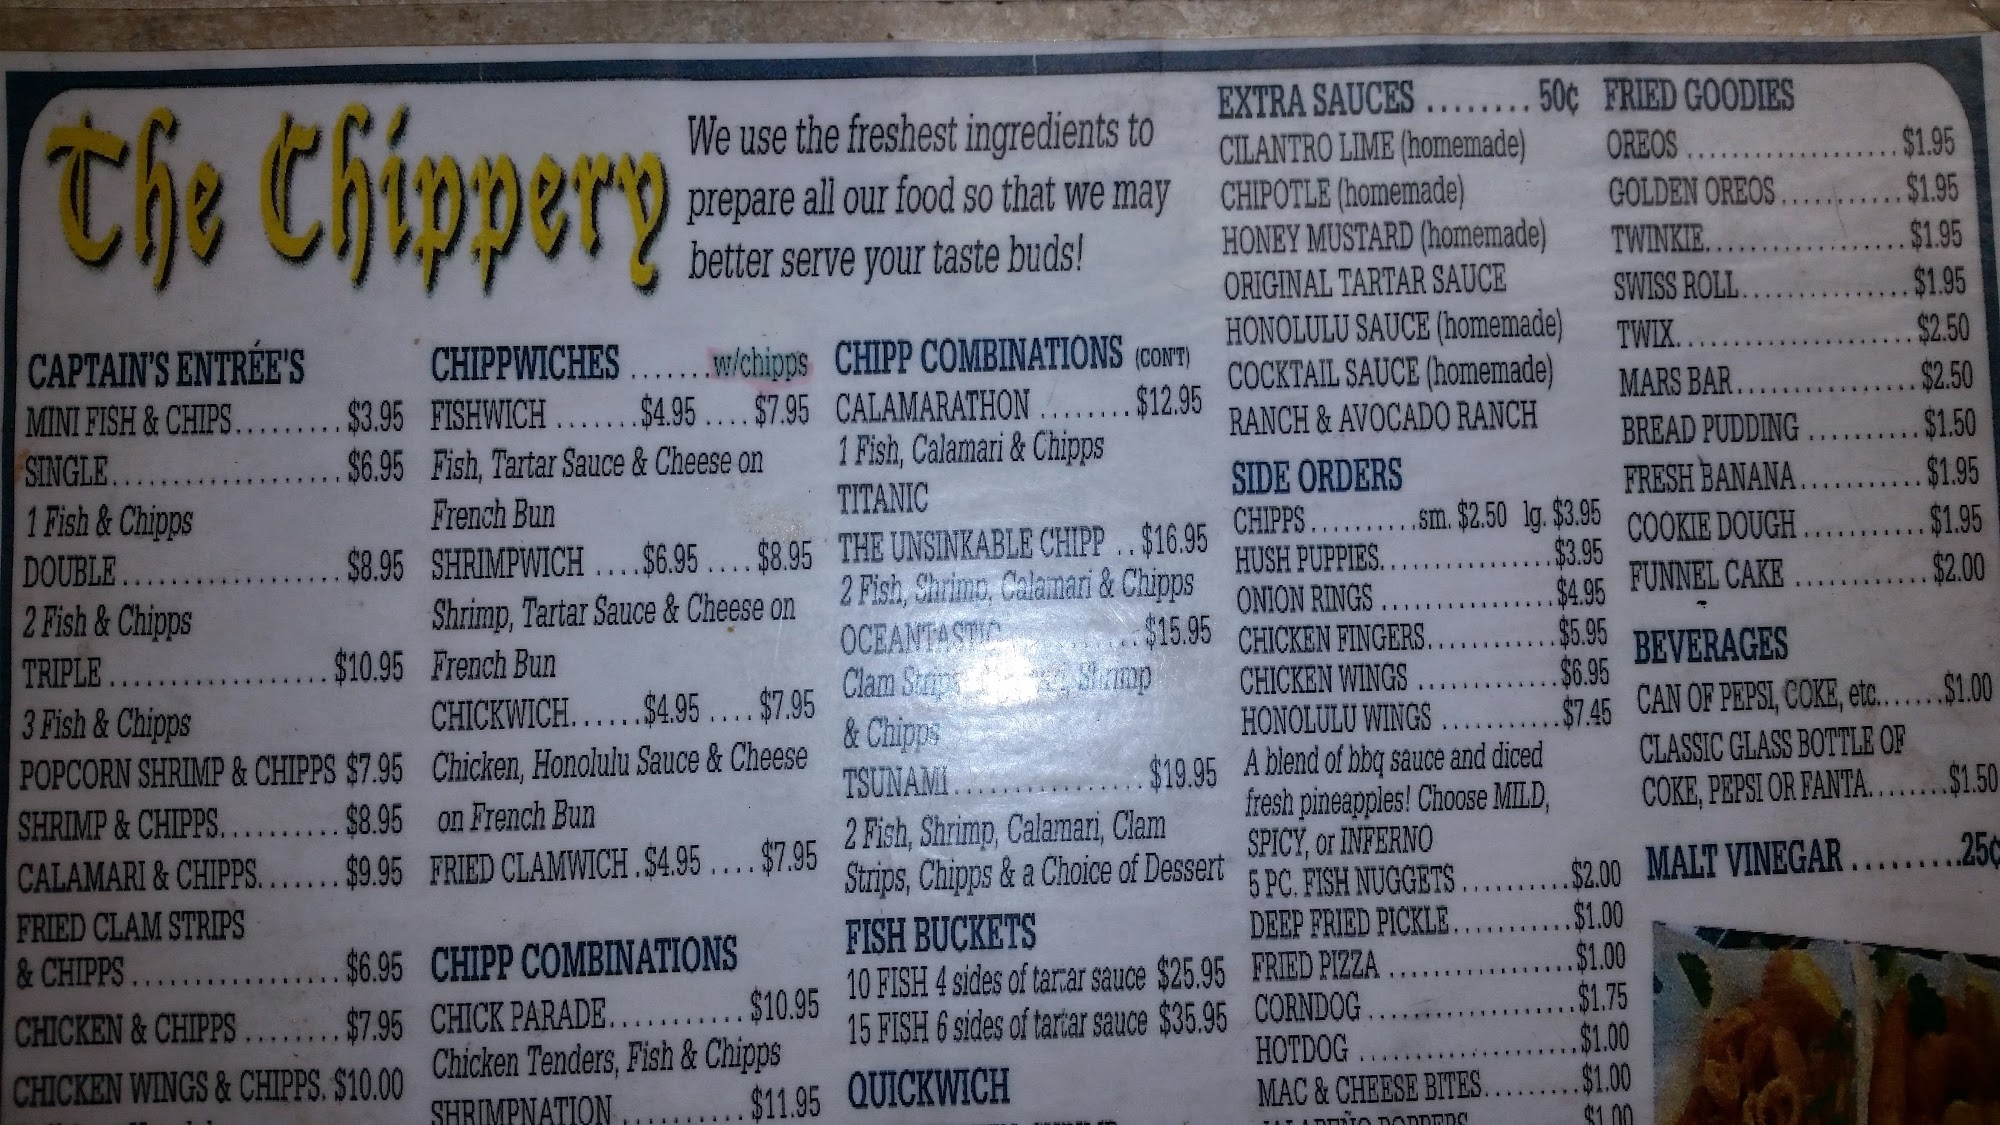 The Chippery
We use the freshest ingredients to
prepare all our food so that we may
better serve your taste buds!
CAPTAIN'S ENTRÉE'S
MINI FISH & CHIPS......... $3.95
SINGLE................... $6.95
1 Fish & Chipps
DOUBLE .................. $8.95
2 Fish & Chipps
TRIPLE .................. $10.95
3 Fish & Chipps
POPCORN SHRIMP & CHIPPS $7.95
SHRIMP & CHIPPS.......... $8.95
CALAMARI & CHIPPS....... $9.95
FRIED CLAM STRIPS
& CHIPPS ................. $6.95
CHICKEN & CHIPPS ........ $7.95
CHICKEN WINGS & CHIPPS. $10.00
CHIPPWICHES .......w/chipps
FISHWICH .......$4.95 .... $7.95
Fish, Tartar Sauce & Cheese on
French Bun
SHRIMPWICH ....$6.95 .... $8.95
Shrimp, Tartar Sauce & Cheese on
French Bun
CHICKWICH......$4.95 .... $7.95
Chicken, Honolulu Sauce & Cheese
on French Bun
FRIED CLAMWICH .$4.95 .... $7.95
CHIPP COMBINATIONS
CHICK PARADE........... $10.95
Chicken Tenders, Fish & Chipps
SHRIMPNATION .......... $11.95
CHIPP COMBINATIONS (CON'T)
CALAMARATHON ........ $12.95
1 Fish, Calamari & Chipps
TITANIC
THE UNSINKABLE CHIPP .. $16.95
2 Fish, Shrimp, Calamari & Chipps
OCEANTASTIC ........ $15.95
Clam Strips, Shrimp
& Chipps
TSUNAMI................ $19.95
2 Fish, Shrimp, Calamari, Clam
Strips, Chipps & a Choice of Dessert
FISH BUCKETS
10 FISH 4 sides of tartar sauce $25.95
15 FISH 6 sides of tartar sauce $35.95
QUICKWICH
EXTRA SAUCES ........ 50¢
CILANTRO LIME (homemade)
CHIPOTLE (homemade)
HONEY MUSTARD (homemade)
ORIGINAL TARTAR SAUCE
HONOLULU SAUCE (homemade)
COCKTAIL SAUCE (homemade)
RANCH & AVOCADO RANCH
SIDE ORDERS
CHIPPS ..........sm. $2.50 lg. $3.95
HUSH PUPPIES................$3.95
ONION RINGS ................$4.95
CHICKEN FINGERS............$5.95
CHICKEN WINGS .............$6.95
HONOLULU WINGS ...........$7.45
A blend of bbq sauce and diced
fresh pineapples! Choose MILD,
SPICY, or INFERNO
5 PC. FISH NUGGETS ..........$2.00
DEEP FRIED PICKLE...........$1.00
FRIED PIZZA ..................$1.00
CORNDOG ....................$1.75
HOTDOG .....................$1.00
MAC & CHEESE BITES.........$1.00
JALAPEÑO POPPERS $1.00
FRIED GOODIES
OREOS ....................$1.95
GOLDEN OREOS...........$1.95
TWINKIE...................$1.95
SWISS ROLL................$1.95
TWIX.......................$2.50
MARS BAR.................$2.50
BREAD PUDDING ..........$1.50
FRESH BANANA............$1.95
COOKIE DOUGH ...........$1.95
FUNNEL CAKE ............$2.00
BEVERAGES
CAN OF PEPSI, COKE, etc.......$1.00
CLASSIC GLASS BOTTLE OF
COKE, PEPSI OR FANTA........$1.50
MALT VINEGAR .........25¢